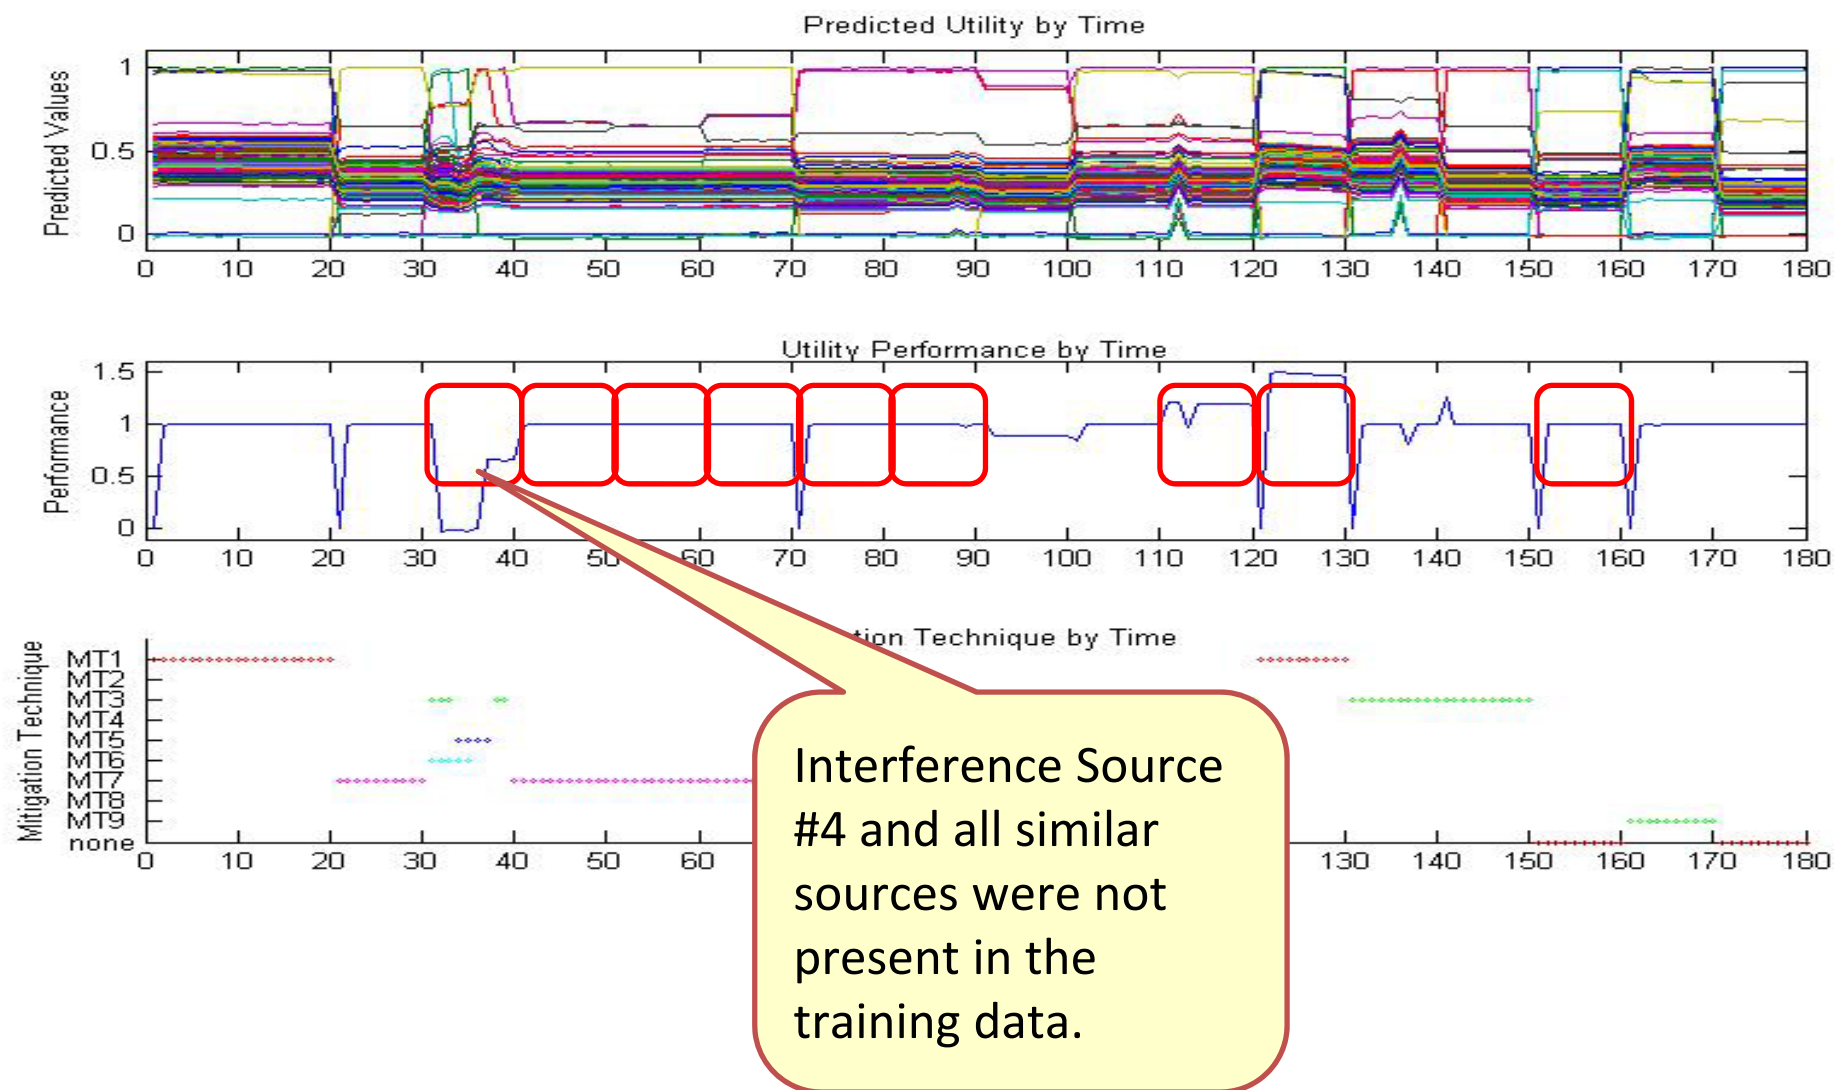 Predicted Utility by Time
Predicted Values
1
0.5
0
0 10 20 30 40 50 60 70 80 90 100 110 120 130 140 150 160 170 180
Utility Performance by Time
Performance
1.5
1
0.5
0
0 10 20 30 40 50 60 70 80 90 100 110 120 130 140 150 160 170 180
tion Technique by Time
Mitigation Technique
MT1
MT2
MT3
MT4
MT5
MT6
MT7
MT8
MT9
none
0 10 20 30 40 50 60 130 140 150 160 170 180
Interference Source
#4 and all similar
sources were not
present in the
training data.